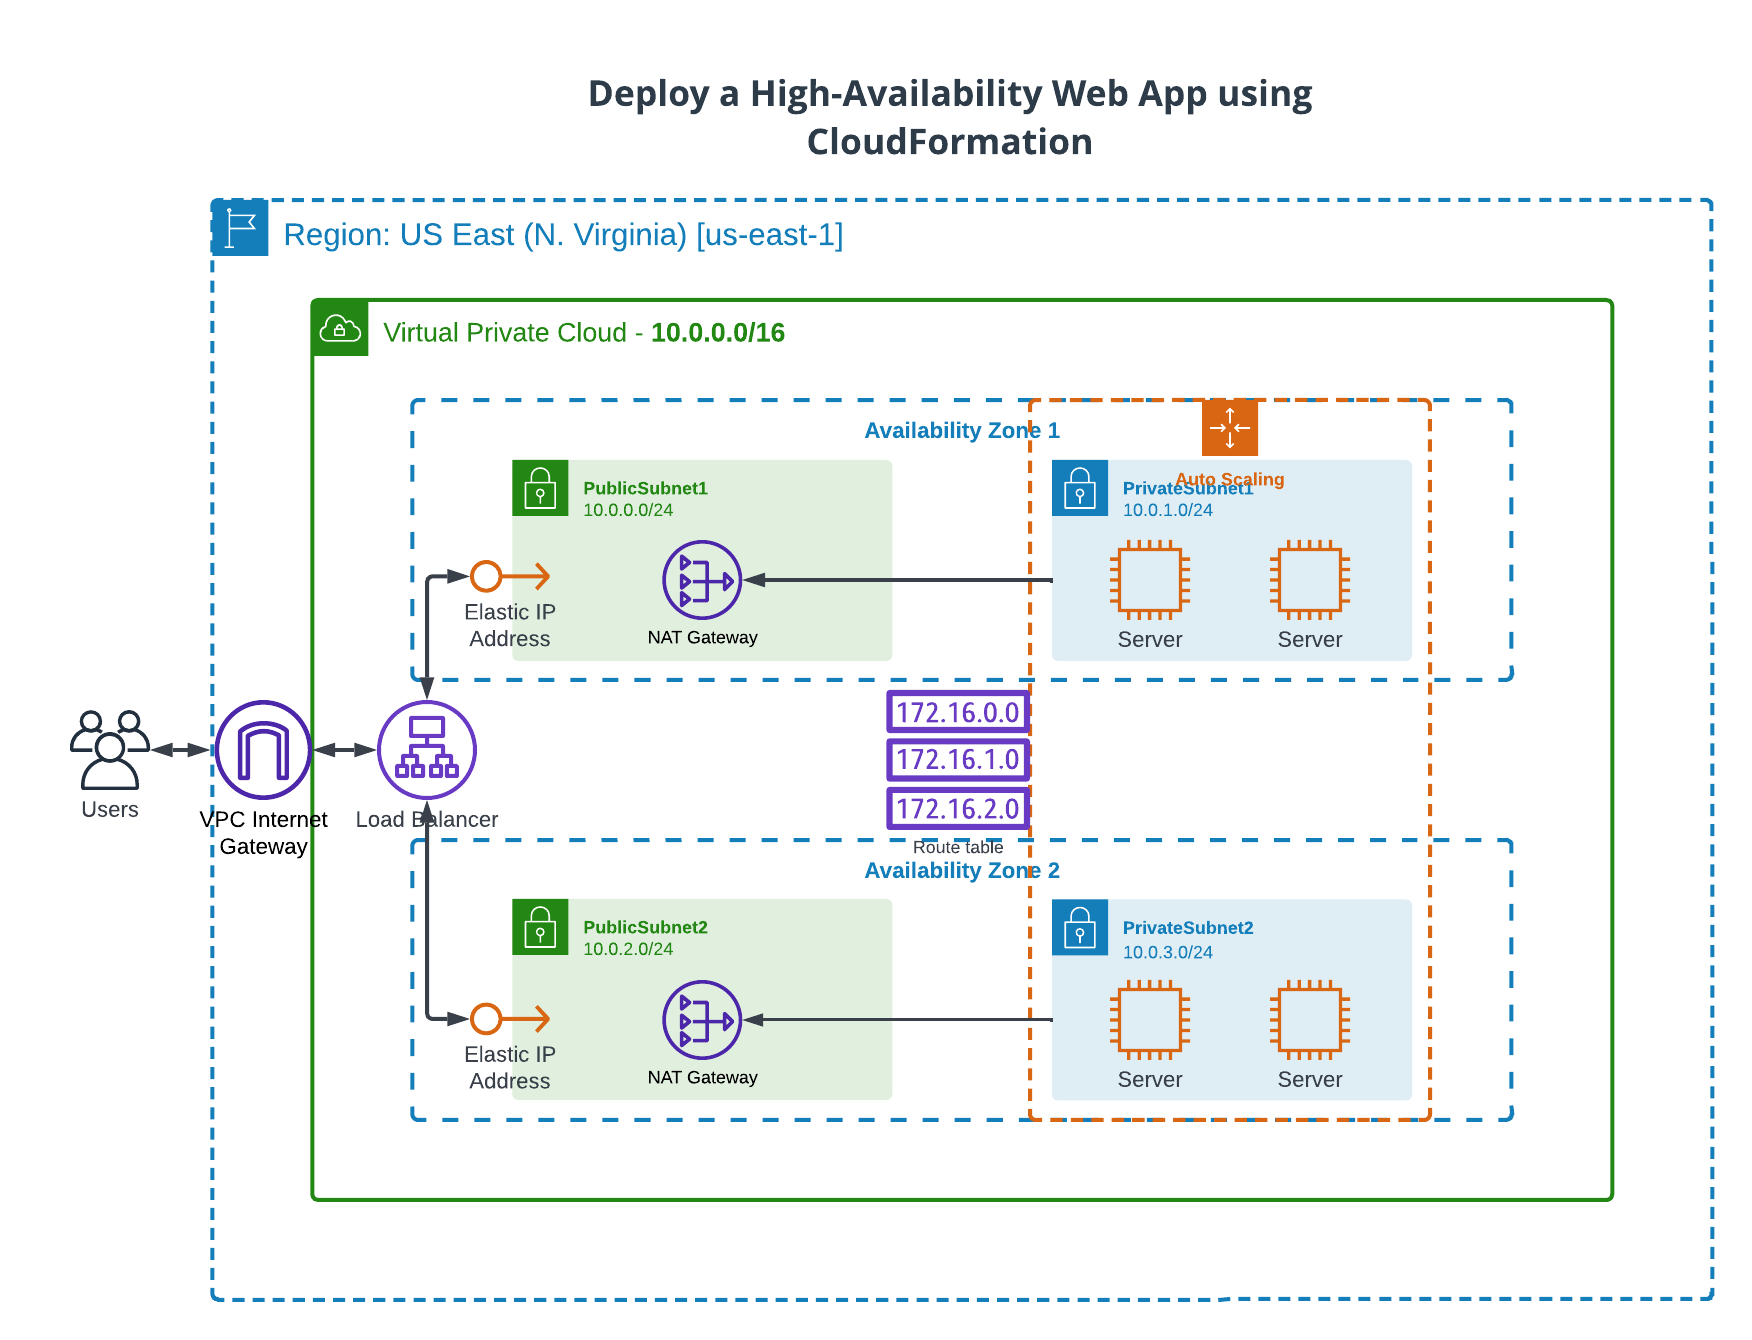 Deploy a High-Availability Web App using
CloudFormation
Region: US East (N. Virginia) [us-east-1]
Virtual Private Cloud - 10.0.0.0/16
Availability Zone 1
Auto Scaling
PublicSubnet1
10.0.0.0/24
PrivateSubnet1
10.0.1.0/24
Elastic IP
Address
NAT Gateway
Server
Server
172.16.0.0
172.16.1.0
172.16.2.0
Route table
Users
VPC Internet
Gateway
Load Balancer
Availability Zone 2
PublicSubnet2
10.0.2.0/24
PrivateSubnet2
10.0.3.0/24
Elastic IP
Address
NAT Gateway
Server
Server